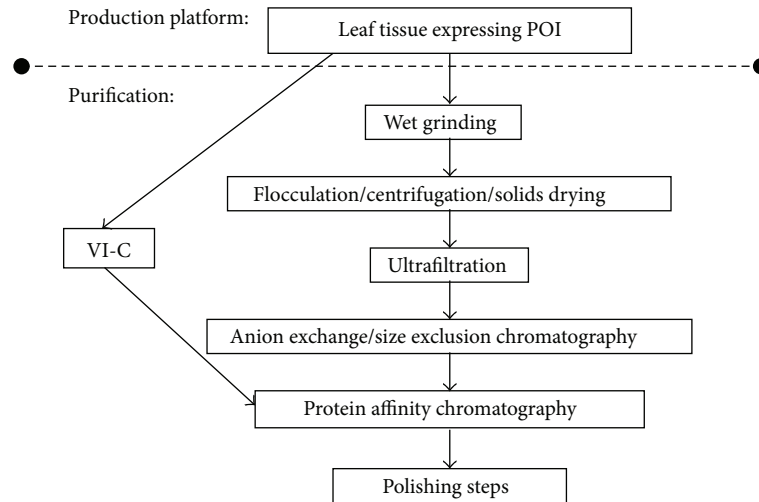 Production platform:
Leaf tissue expressing POI
Purification:
Wet grinding
Flocculation/centrifugation/solids drying
VI-C
Ultrafiltration
Anion exchange/size exclusion chromatography
Protein affinity chromatography
Polishing steps